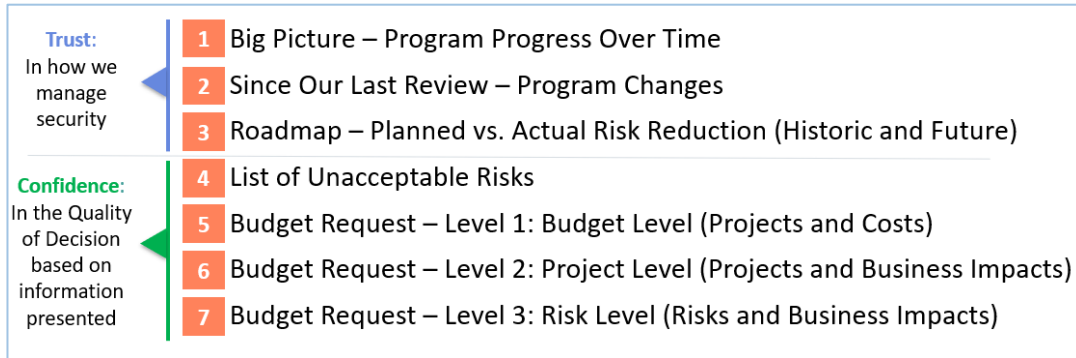 Trust:
In how we
manage
security
1 Big Picture – Program Progress Over Time
2 Since Our Last Review – Program Changes
3 Roadmap – Planned vs. Actual Risk Reduction (Historic and Future)
Confidence:
In the Quality
of Decision
based on
information
presented
4 List of Unacceptable Risks
5 Budget Request – Level 1: Budget Level (Projects and Costs)
6 Budget Request – Level 2: Project Level (Projects and Business Impacts)
7 Budget Request – Level 3: Risk Level (Risks and Business Impacts)